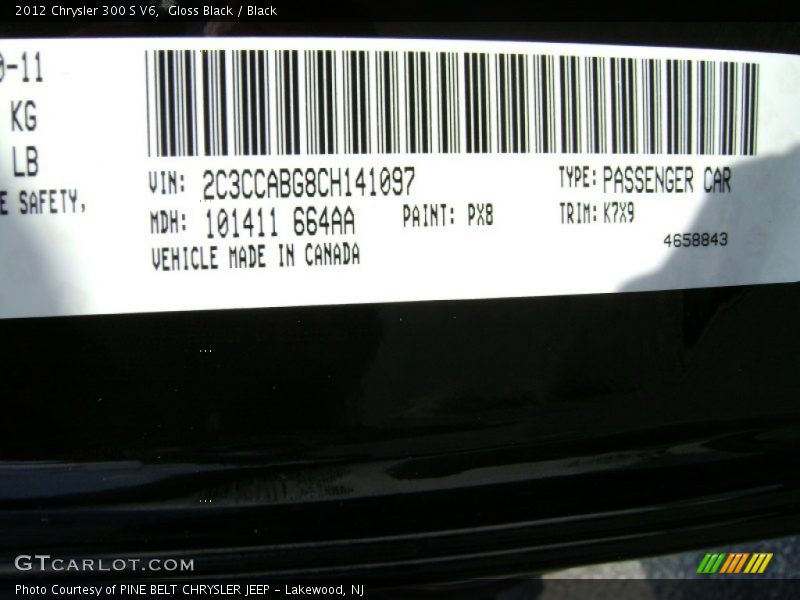 2012 Chrysler 300 S V6, Gloss Black / Black
-11
KG
LB
E SAFETY,
VIN: 2C3CCABG8CH141097
TYPE: PASSENGER CAR
MDH: 101411 664AA
PAINT: PX8
TRIM: K7X9
VEHICLE MADE IN CANADA
4658843
GTCARLOT.COM
Photo Courtesy of PINE BELT CHRYSLER JEEP - Lakewood, NJ